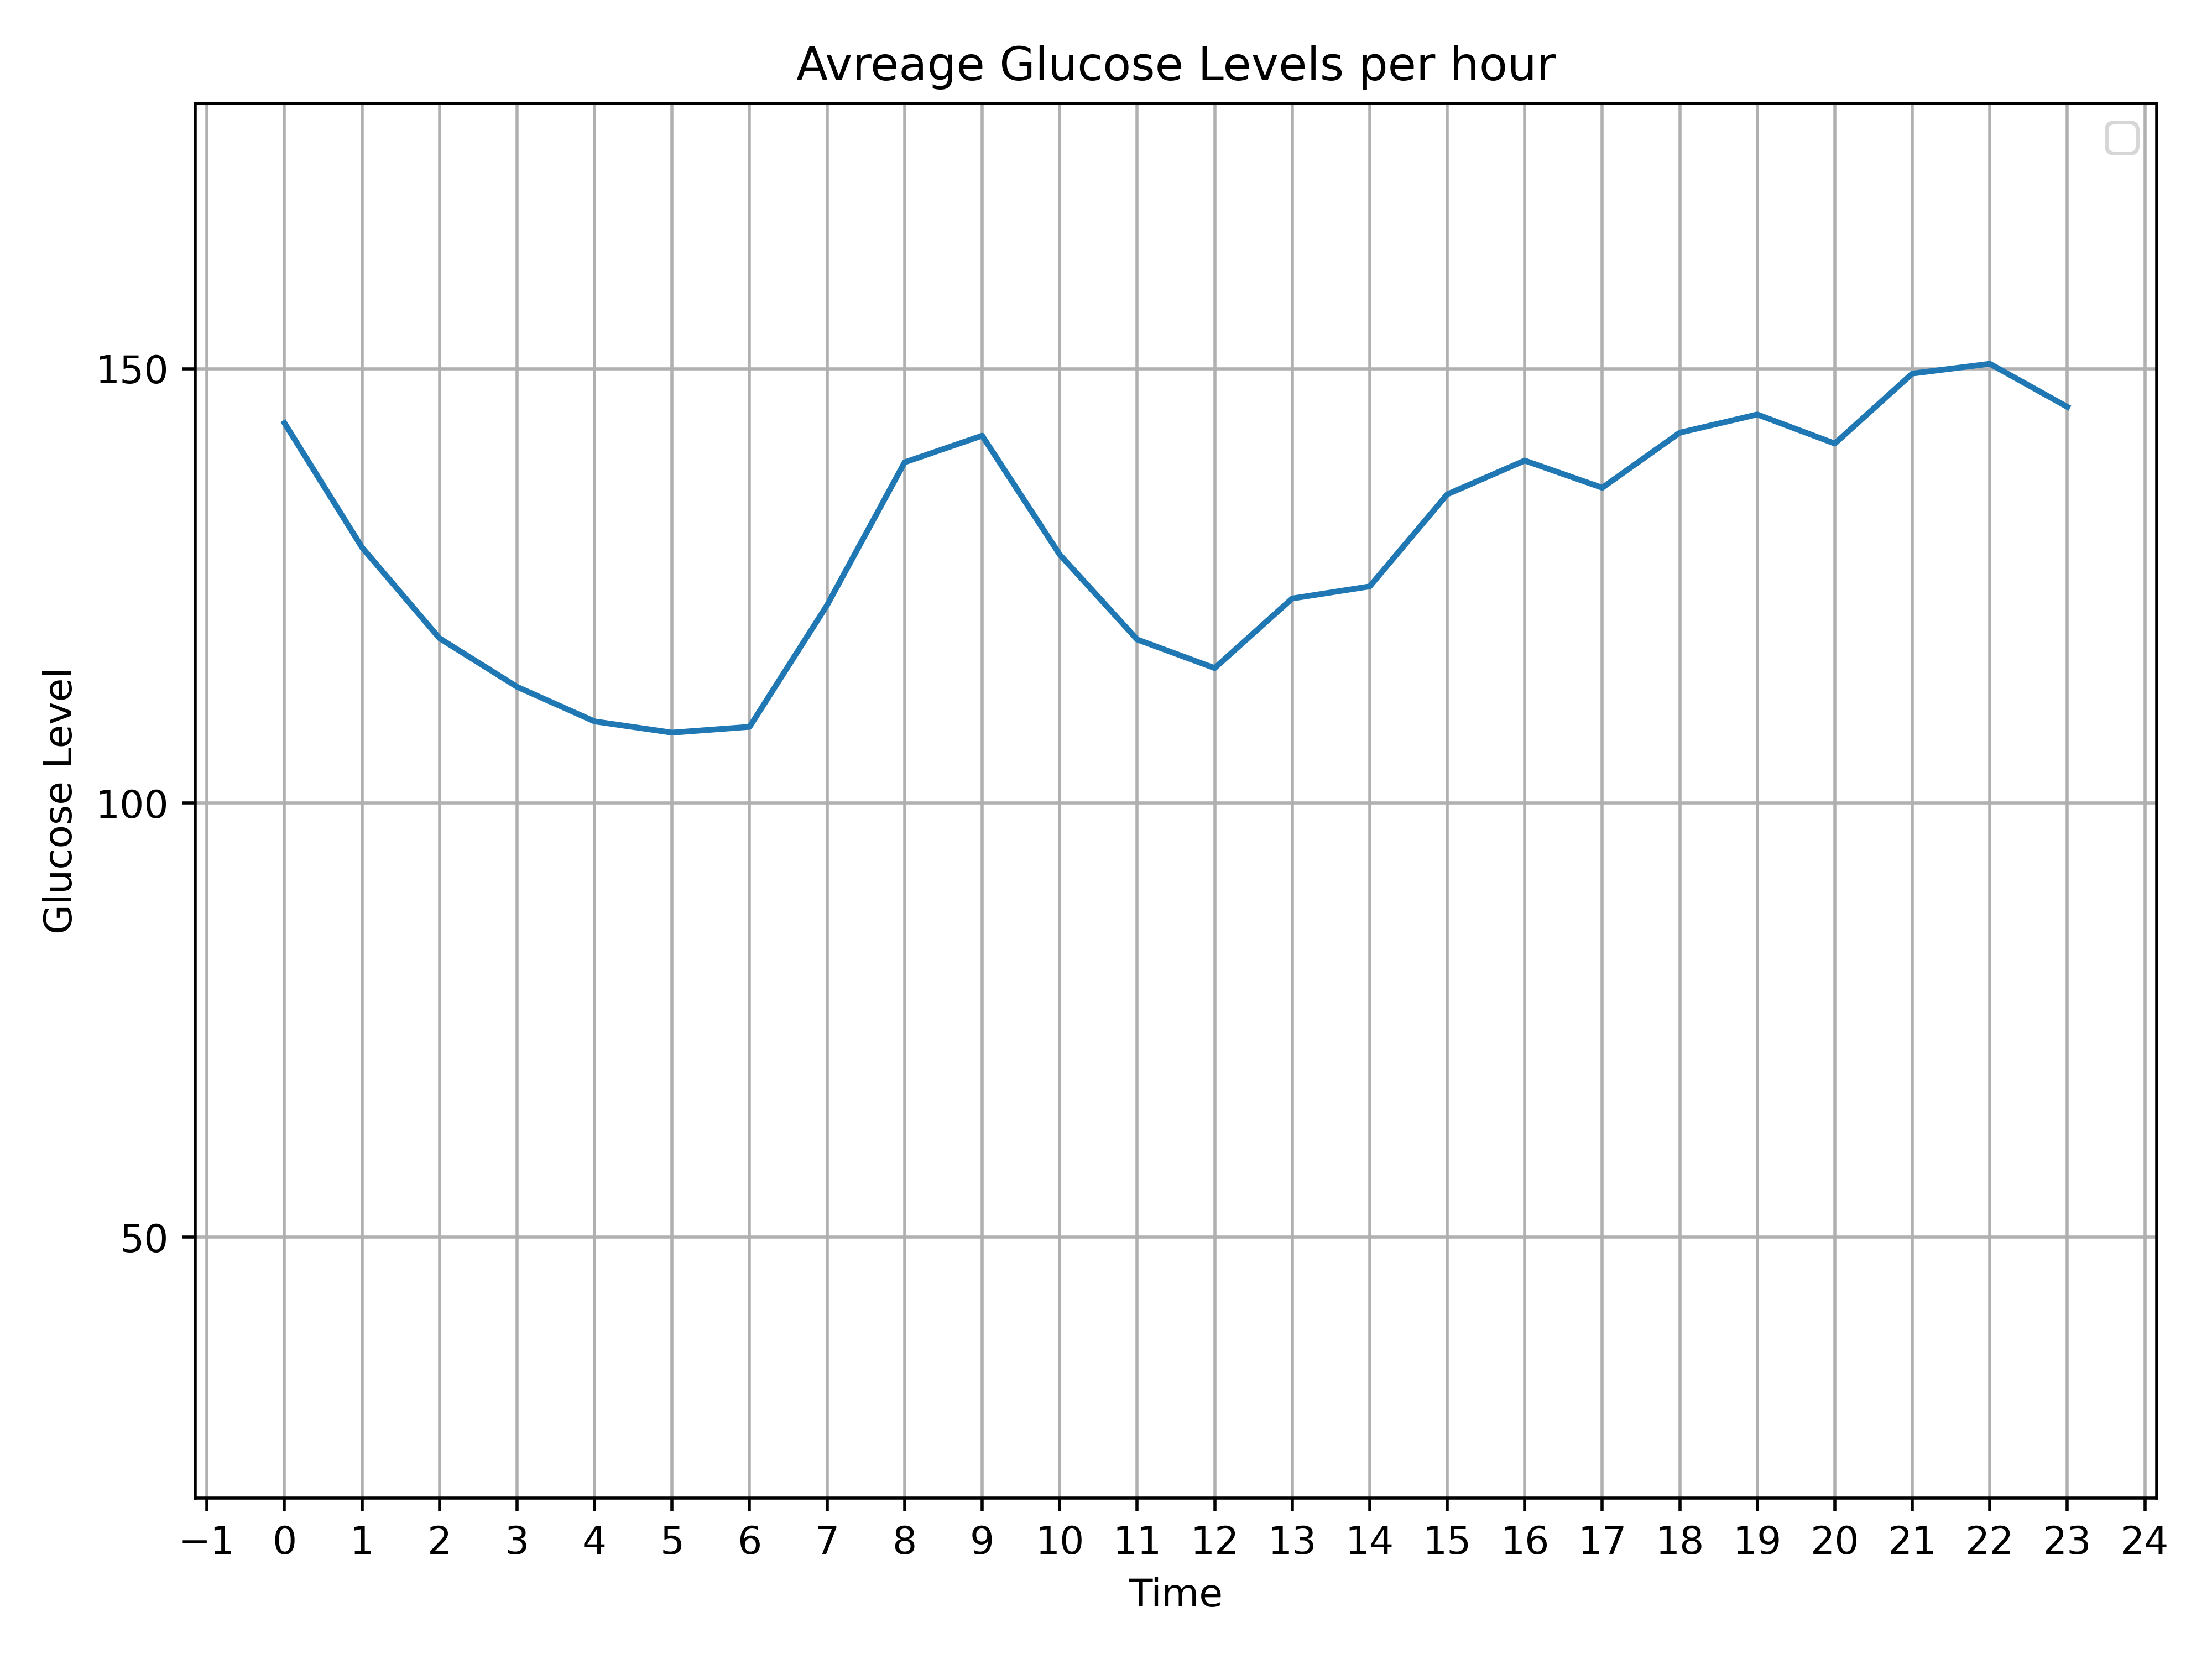 Avreage Glucose Levels per hour
150
100
50
Glucose Level
−1 0 1 2 3 4 5 6 7 8 9 10 11 12 13 14 15 16 17 18 19 20 21 22 23 24
Time